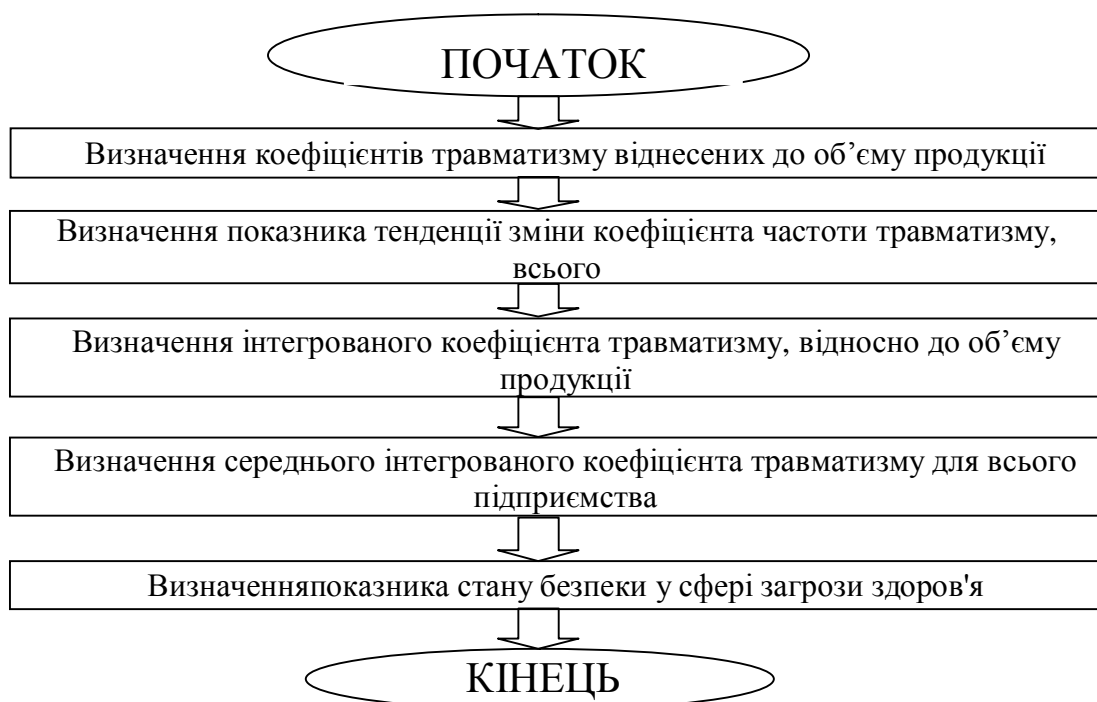 ПОЧАТОК
Визначення коефіцієнтів травматизму віднесених до об’єму продукції
Визначення показника тенденції зміни коефіцієнта частоти травматизму,
всього
Визначення інтегрованого коефіцієнта травматизму, відносно до об’єму
продукції
Визначення середнього інтегрованого коефіцієнта травматизму для всього
підприємства
Визначенняпоказника стану безпеки у сфері загрози здоров'я
КІНЕЦЬ